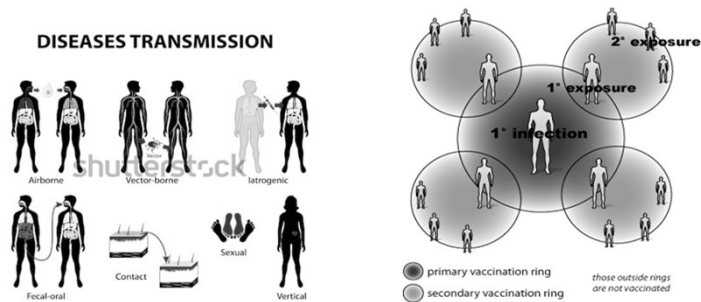 DISEASES TRANSMISSION
Airborne
Vector
Vector-borne
Iatrogenic
shutterstock
Fecal-oral
Contact
Sexual
Vertical
2° exposure
1° exposure
1° infection
primary vaccination ring
secondary vaccination ring
those outside rings
are not vaccinated